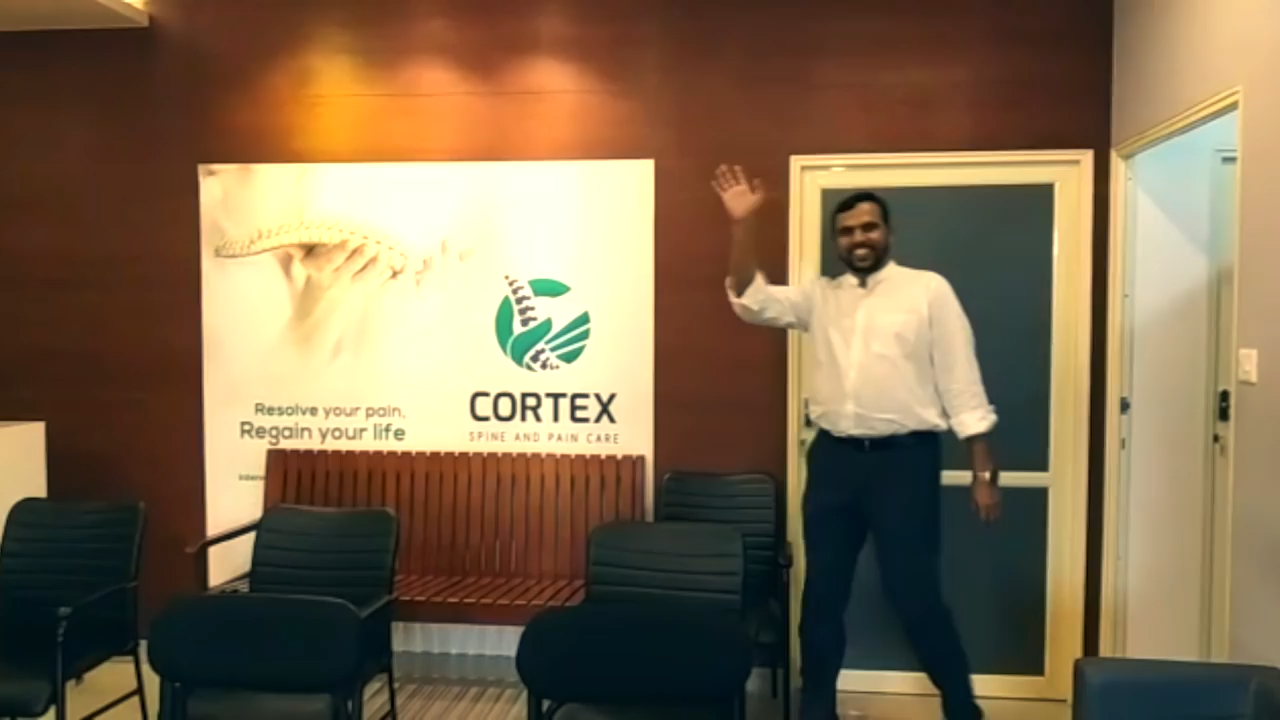 Resolve your pain,
Regain your life
CORTEX
SPINE AND PAIN CARE